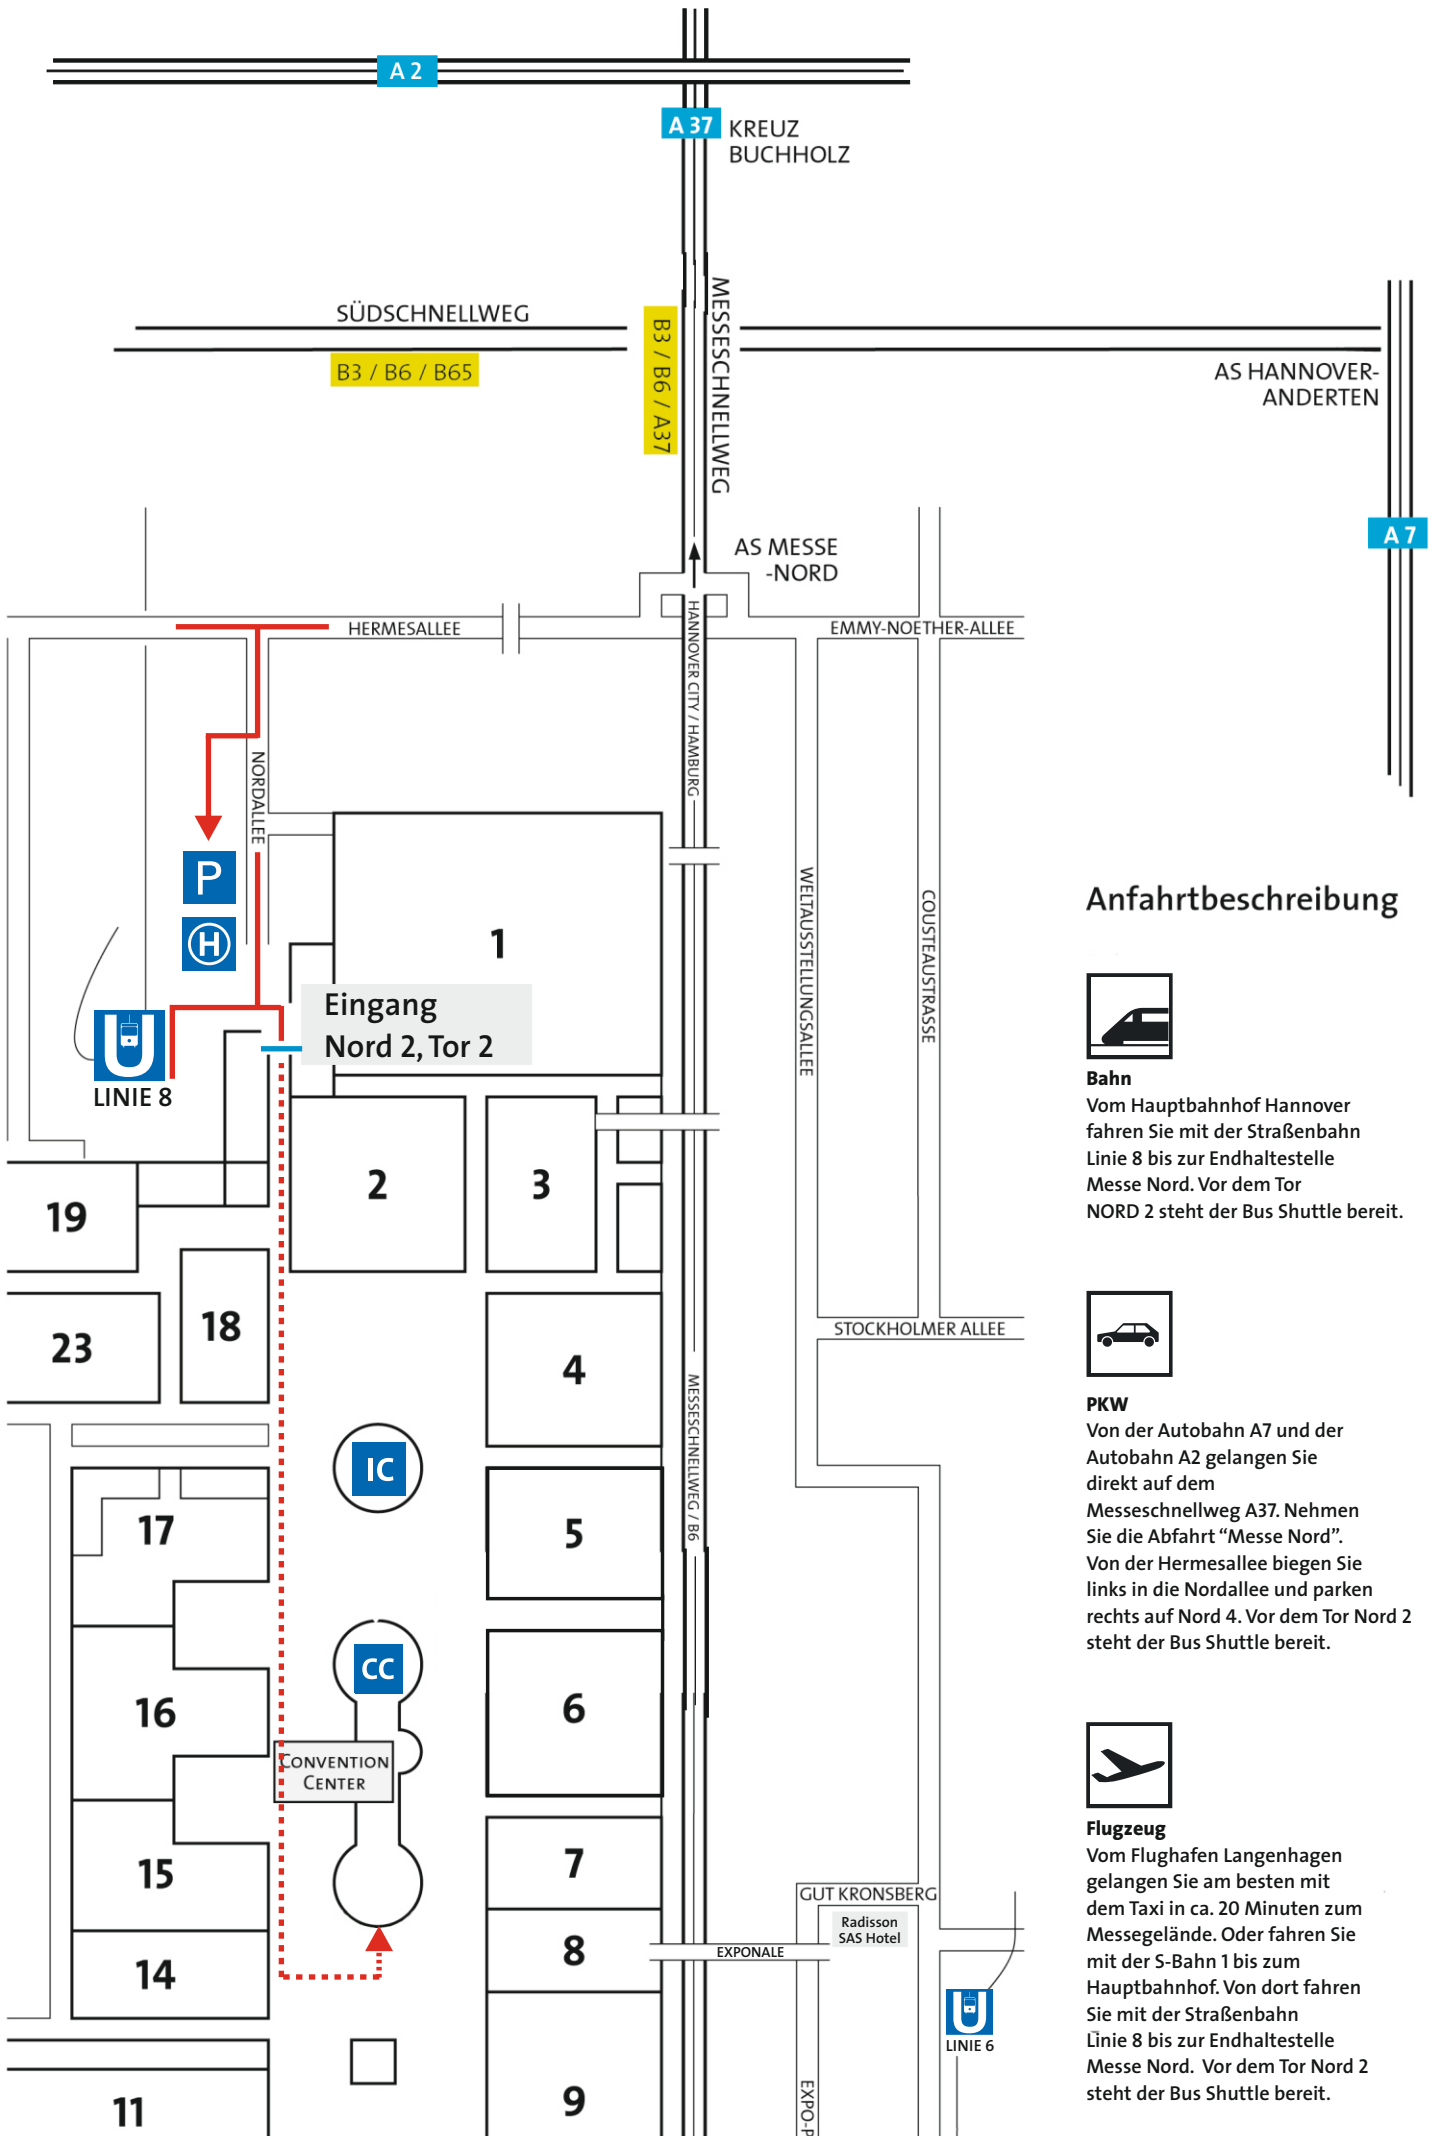 A 2
A 37
KREUZ
BUCHHOLZ
SÜDSCHNELLWEG
B3 / B6 / B65
B3 / B6 / A37
MESSESCHNELLWEG
AS HANNOVER-
ANDERTEN
A 7
AS MESSE
-NORD
HERMESALLEE
HANNOVER CITY / HAMBURG
EMMY-NOETHER-ALLEE
NORDALLEE
P
H
1
WELTAUSSTELLUNGSALLEE
COUSTEAUSTRASSE
Eingang
Nord 2, Tor 2
U
LINIE 8
2
3
19
18
23
4
STOCKHOLMER ALLEE
IC
MESSESCHNELLWEG / B6
17
5
CC
16
6
CONVENTION
CENTER
15
7
GUT KRONSBERG
Radisson
SAS Hotel
14
8
EXPONALE
U
LINIE 6
11
9
EXPO-P
Anfahrtbeschreibung
Bahn
Vom Hauptbahnhof Hannover
fahren Sie mit der Straßenbahn
Linie 8 bis zur Endhaltestelle
Messe Nord. Vor dem Tor
NORD 2 steht der Bus Shuttle bereit.
PKW
Von der Autobahn A7 und der
Autobahn A2 gelangen Sie
direkt auf dem
Messeschnellweg A37. Nehmen
Sie die Abfahrt “Messe Nord”.
Von der Hermesallee biegen Sie
links in die Nordallee und parken
rechts auf Nord 4. Vor dem Tor Nord 2
steht der Bus Shuttle bereit.
Flugzeug
Vom Flughafen Langenhagen
gelangen Sie am besten mit
dem Taxi in ca. 20 Minuten zum
Messegelände. Oder fahren Sie
mit der S-Bahn 1 bis zum
Hauptbahnhof. Von dort fahren
Sie mit der Straßenbahn
Linie 8 bis zur Endhaltestelle
Messe Nord. Vor dem Tor Nord 2
steht der Bus Shuttle bereit.